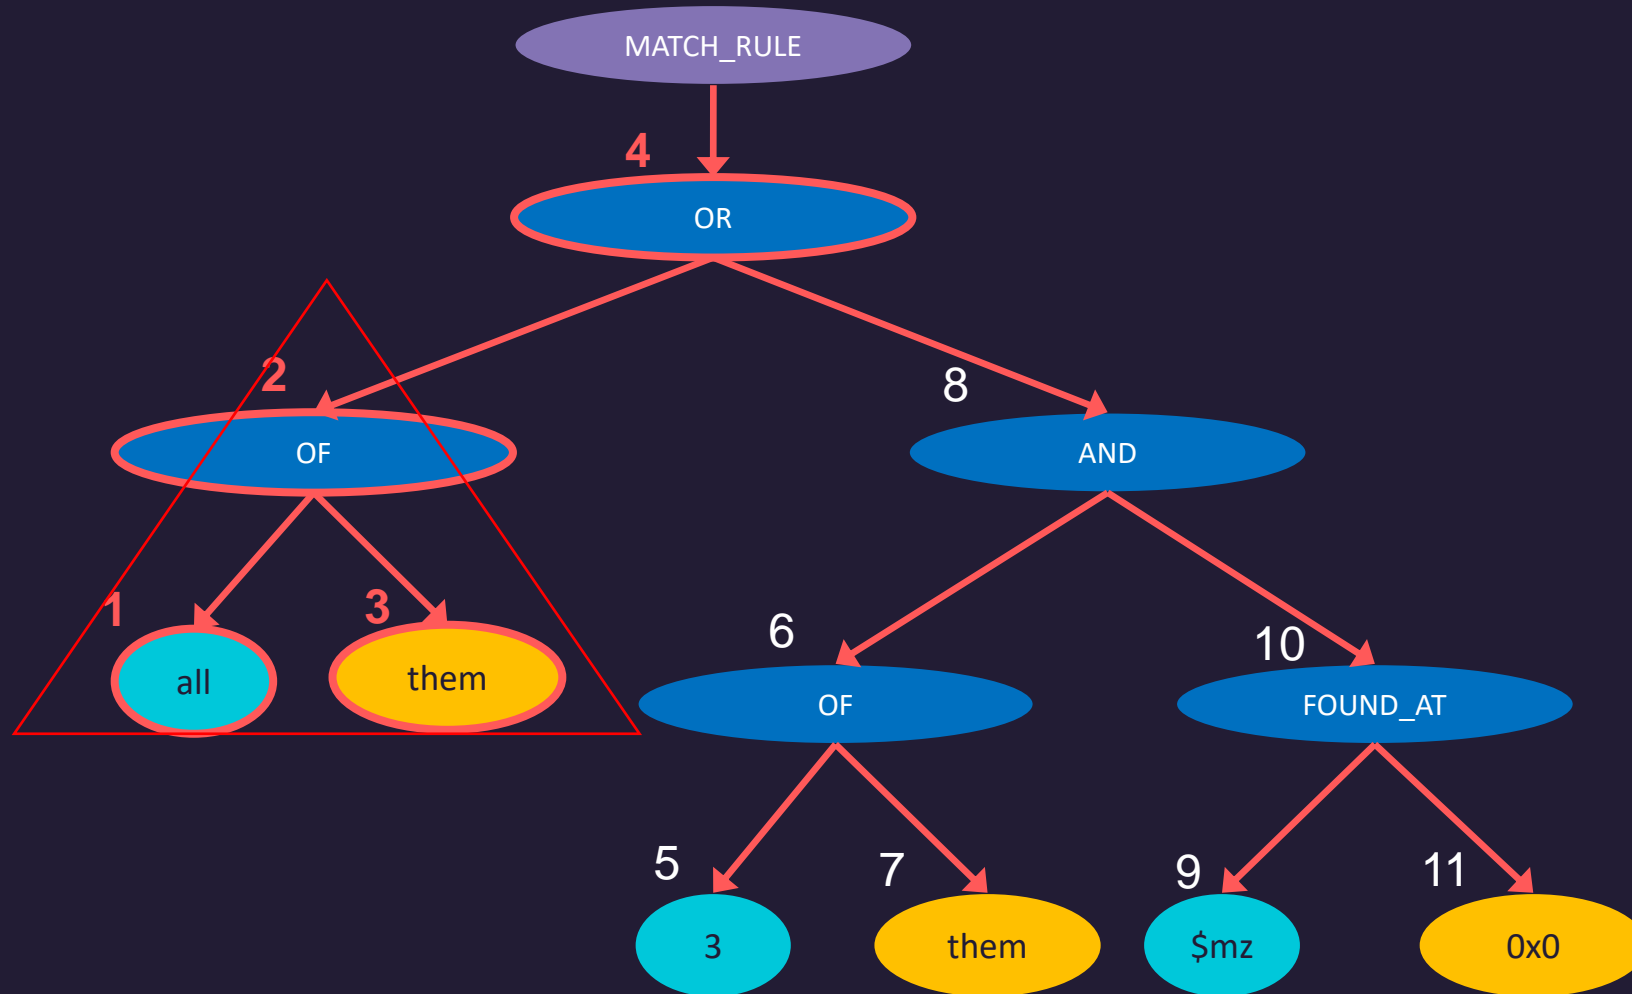 MATCH_RULE
4
OR
2
8
OF
AND
1
3
all
them
6
10
OF
FOUND_AT
5
7
9
11
3
them
$mz
0x0